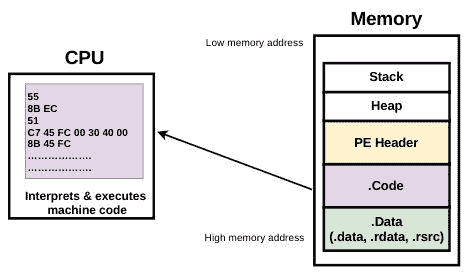 Memory
Low memory address
CPU
Stack
55
8B EC
51
C7 45 FC 00 30 40 00
8B 45 FC
………………..
………………..
Interprets & executes
machine code
Heap
PE Header
.Code
.Data
(.data, .rdata, .rsrc)
High memory address